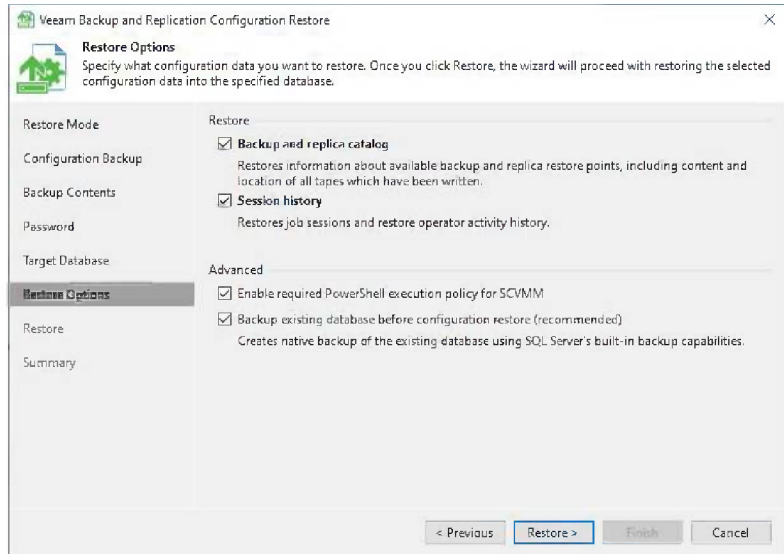 Veeam Backup and Replication Configuration Restore
Restore Options
Specify what configuration data you want to restore. Once you click Restore, the wizard will proceed with restoring the selected
configuration data into the specified database.
Restore Mode
Configuration Backup
Backup Contents
Password
Target Database
Restore Options
Restore
Summary
Restore
Backup and replica catalog
Restores information about available backup and replica restore points, including content and
location of all tapes which have been written.
Session history
Restores job sessions and restore operator activity history.
Advanced
Enable required PowerShell execution policy for SCVMM
Backup existing database before configuration restore (recommended)
Creates native backup of the existing database using SQL Server's built-in backup capabilities.
< Previous
Restore >
Finish
Cancel